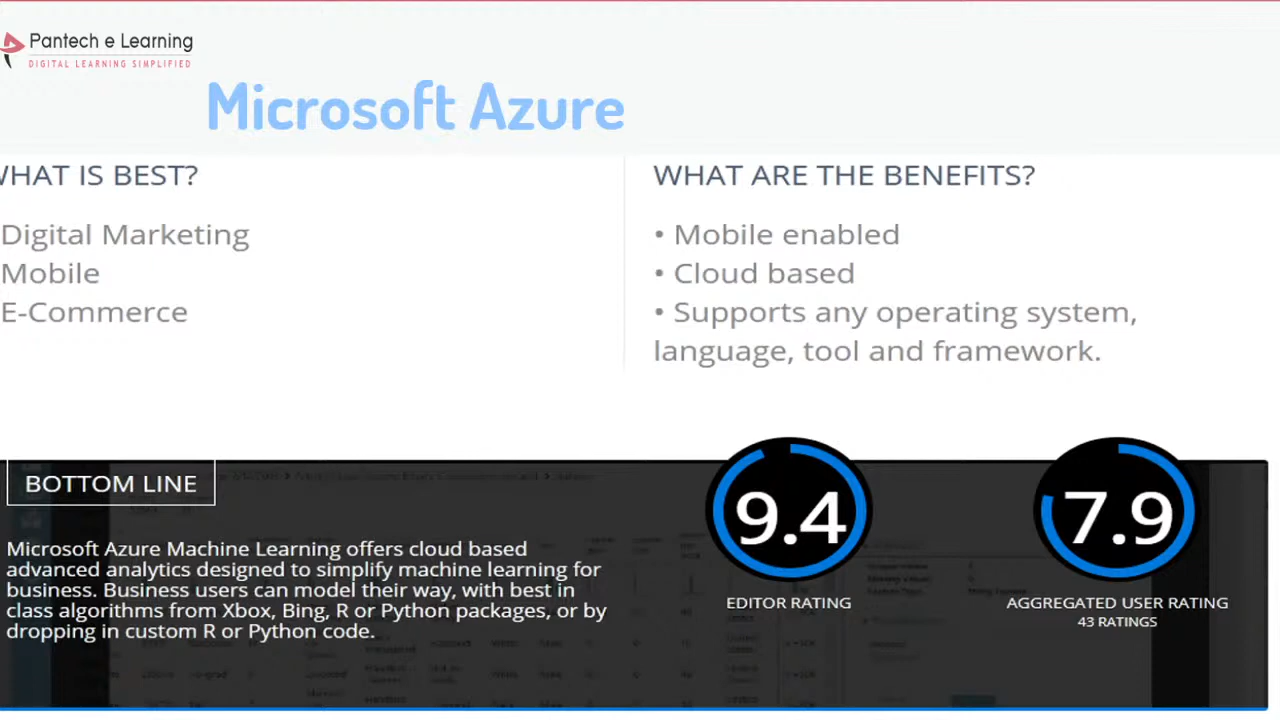 Pantech e Learning
DIGITAL LEARNING SIMPLIFIED
Microsoft Azure
WHAT IS BEST?
Digital Marketing
Mobile
E-Commerce
WHAT ARE THE BENEFITS?
• Mobile enabled
• Cloud based
• Supports any operating system,
language, tool and framework.
BOTTOM LINE
Microsoft Azure Machine Learning offers cloud based
advanced analytics designed to simplify machine learning for
business. Business users can model their way, with best in
class algorithms from Xbox, Bing, R or Python packages, or by
dropping in custom R or Python code.
9.4
EDITOR RATING
7.9
AGGREGATED USER RATING
43 RATINGS